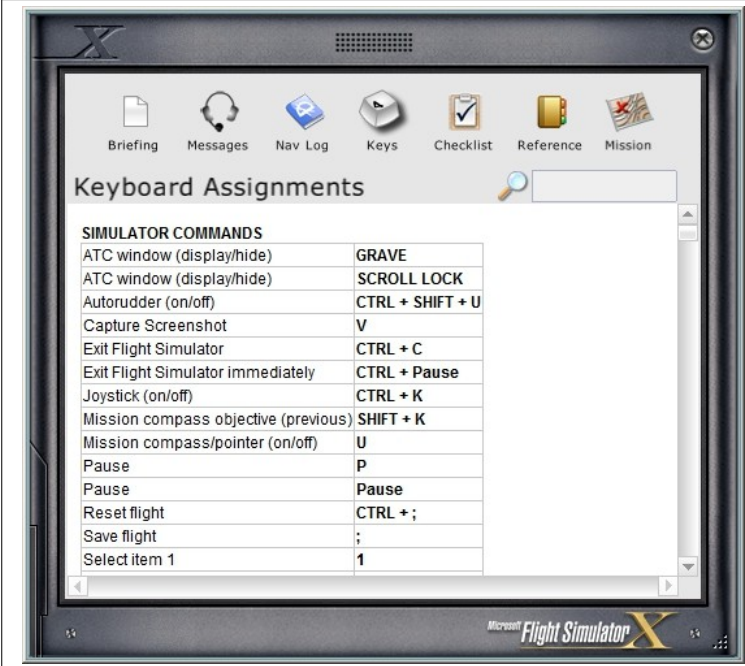 Briefing Messages Nav Log Keys Checklist Reference Mission
Keyboard Assignments
SIMULATOR COMMANDS
ATC window (display/hide) GRAVE
ATC window (display/hide) SCROLL LOCK
Autorudder (on/off) CTRL + SHIFT + U
Capture Screenshot V
Exit Flight Simulator CTRL + C
Exit Flight Simulator immediately CTRL + Pause
Joystick (on/off) CTRL + K
Mission compass objective (previous) SHIFT + K
Mission compass/pointer (on/off) U
Pause P
Pause Pause
Reset flight CTRL + ;
Save flight ;
Select item 1 1
Microsoft Flight Simulator X